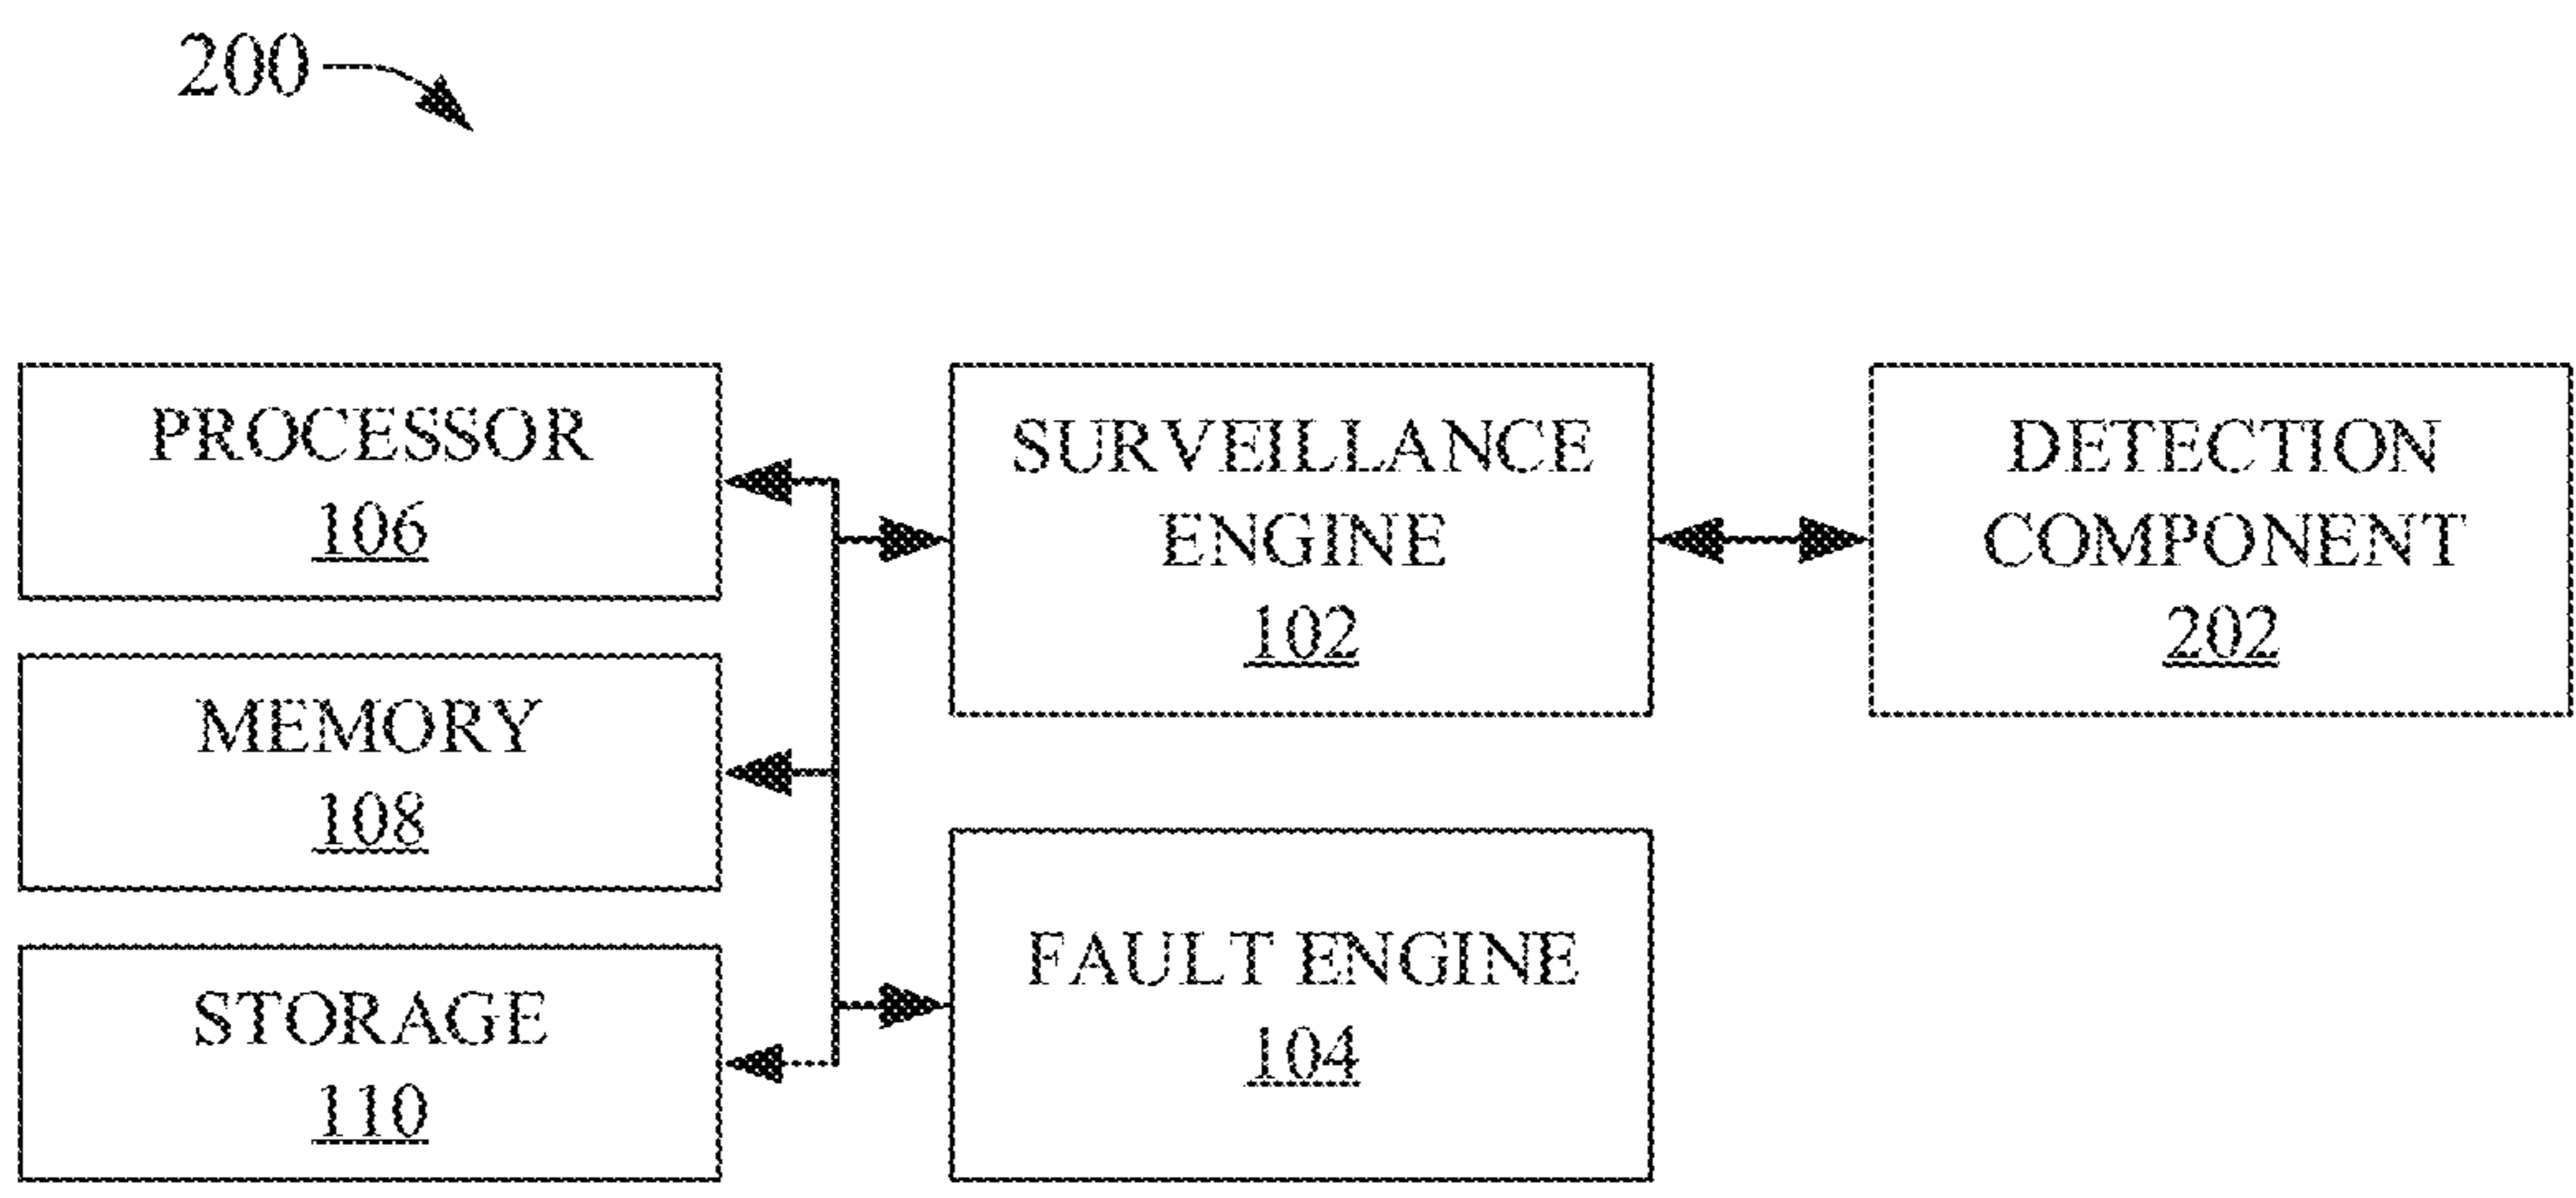 200
PROCESSOR
106
SURVEILLANCE
ENGINE
102
DETECTION
COMPONENT
202
MEMORY
108
FAULT ENGINE
104
STORAGE
110